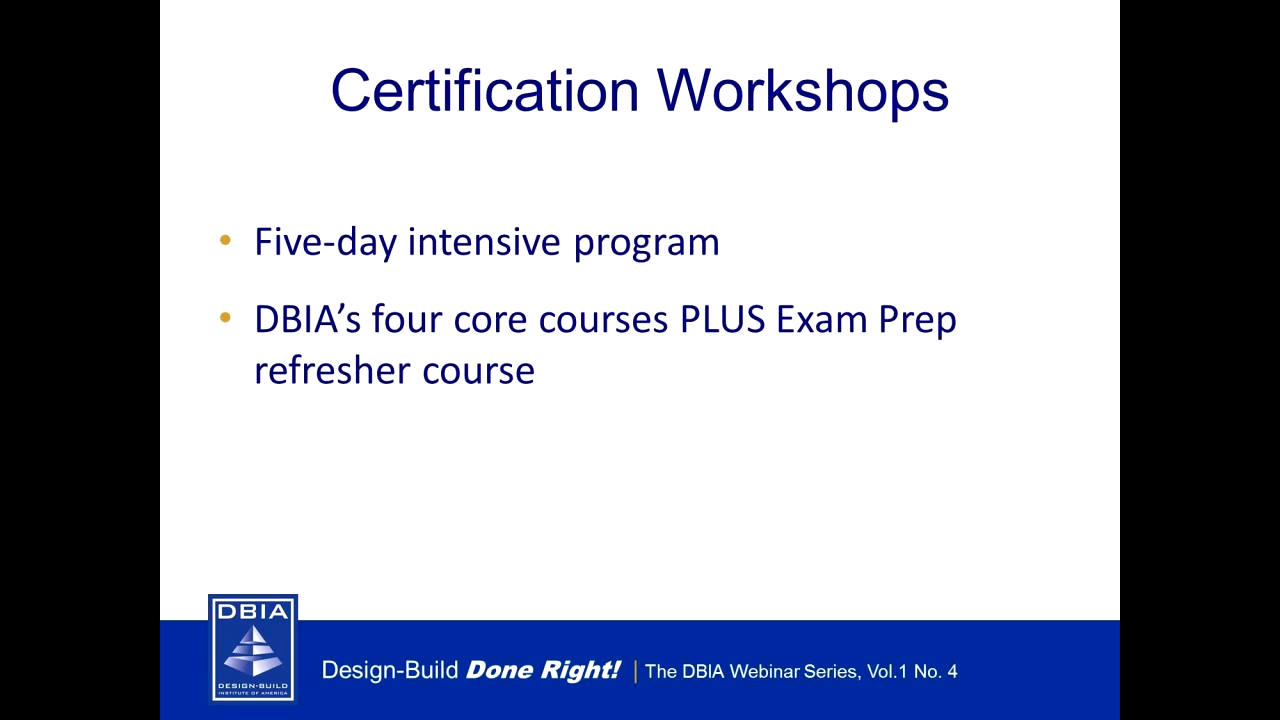 Certification Workshops
• Five-day intensive program
• DBIA’s four core courses PLUS Exam Prep
refresher course
DBIA
DESIGN-BUILD
INSTITUTE OF AMERICA
Design-Build Done Right! | The DBIA Webinar Series, Vol.1 No. 4